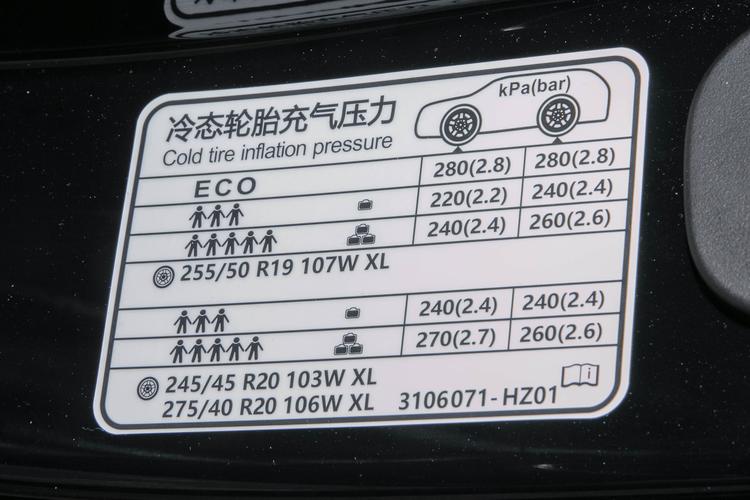 kPa(bar)
冷态轮胎充气压力
Cold tire inflation pressure
ECO 280(2.8) 280(2.8)
220(2.2) 240(2.4)
240(2.4) 260(2.6)
255/50 R19 107W XL
240(2.4) 240(2.4)
270(2.7) 260(2.6)
245/45 R20 103W XL
275/40 R20 106W XL 3106071-HZ01
i